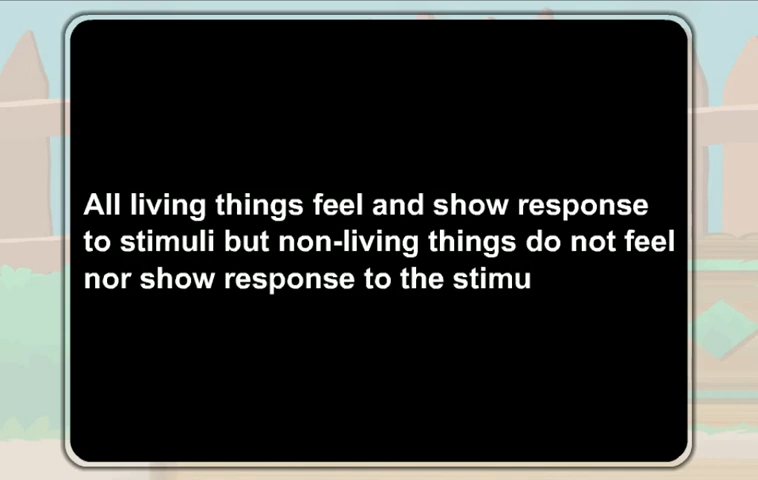 All living things feel and show response
to stimuli but non-living things do not feel
nor show response to the stimu